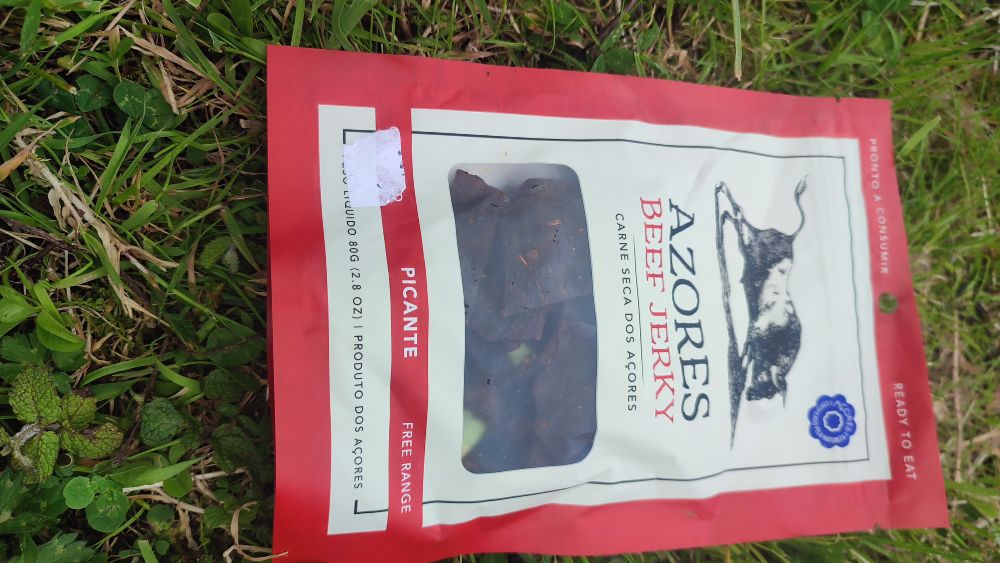 PRONTO A CONSUMIR
READY TO EAT
AÇORES
AZORES
BEEF JERKY
CARNE SECA DOS AÇORES
PICANTE
FREE RANGE
LÍQUIDO 80G (2.8 OZ) | PRODUTO DOS AÇORES